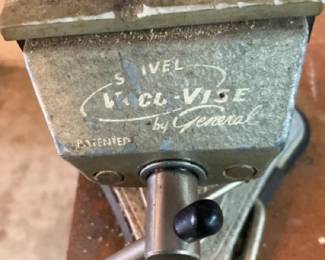 SWIVEL
VACU-VISE
by General
PATENTED